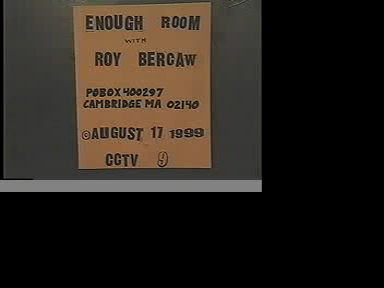 ENOUGH ROOM
WITH
ROY BERCAW
POBOX 400297
CAMBRIDGE MA 02140
©AUGUST 17 1999
CCTV 9